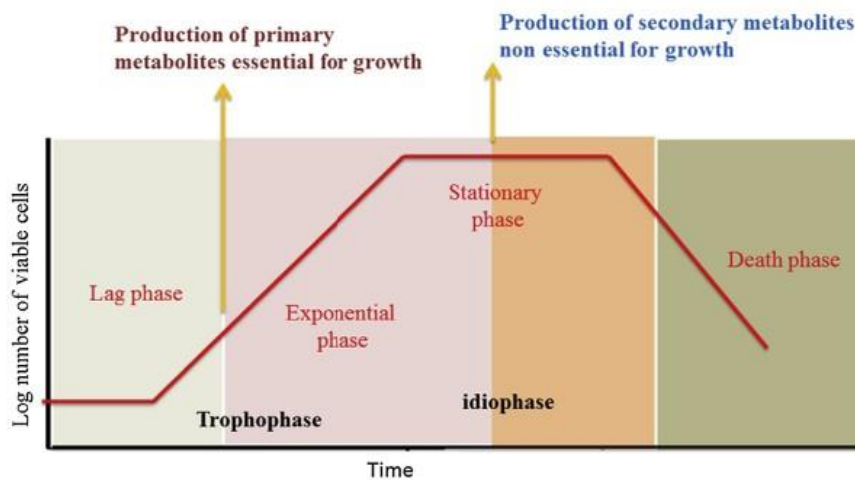 Production of primary
metabolites essential for growth
Production of secondary metabolites
non essential for growth
Log number of viable cells
Lag phase
Exponential
phase
Stationary
phase
Death phase
Trophophase
idiophase
Time